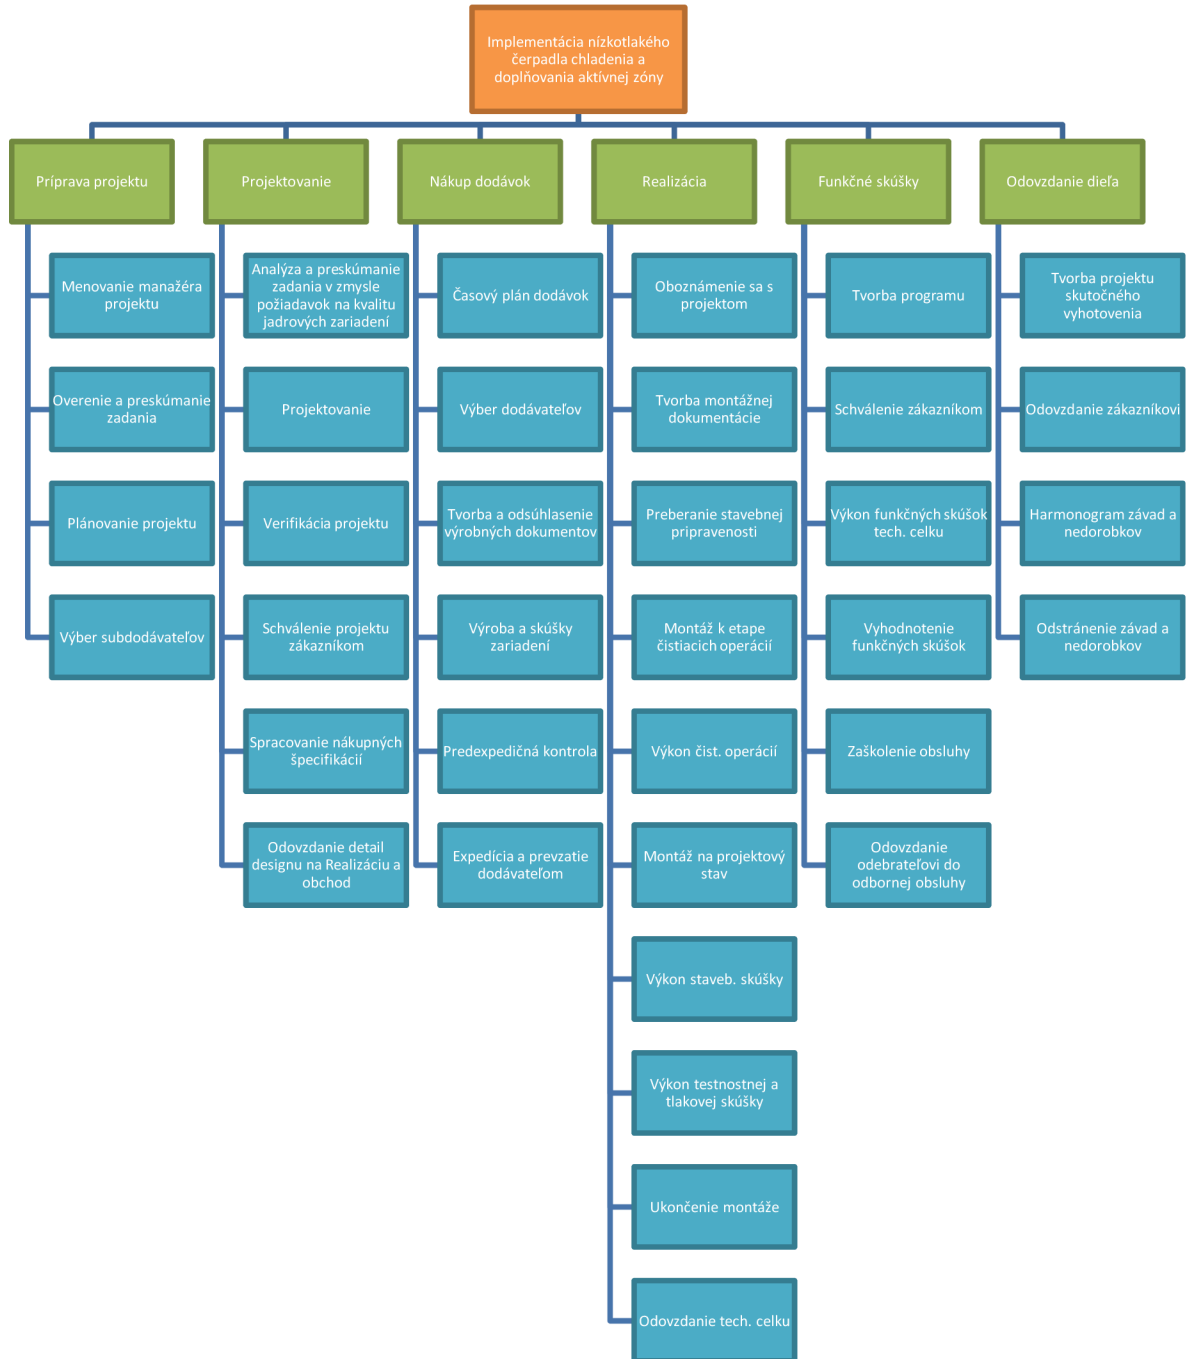 Implementácia nízkotlakého
čerpadla chladenia a
doplňovania aktívnej zóny
Príprava projektu
Projektovanie
Nákup dodávok
Realizácia
Funkčné skúšky
Odovzdanie dieľa
Menovanie manažéra
projektu
Overenie a preskúmanie
zadania
Plánovanie projektu
Výber subdodávateľov
Analýza a preskúmanie
zadania v zmysle
požiadavok na kvalitu
jadrových zariadení
Projektovanie
Verifikácia projektu
Schválenie projektu
zákazníkom
Spracovanie nákupných
špecifikácií
Odovzdanie detail
designu na Realizáciu a
obchod
Časový plán dodávok
Výber dodávateľov
Tvorba a odsúhlasenie
výrobných dokumentov
Výroba a skúšky
zariadení
Predexpedičná kontrola
Expedícia a prevzatie
dodávateľom
Oboznámenie sa s
projektom
Tvorba montážnej
dokumentácie
Preberanie stavebnej
pripravenosti
Montáž k etape
čistiacich operácií
Výkon čist. operácií
Montáž na projektový
stav
Výkon staveb. skúšky
Výkon testnostnej a
tlakovej skúšky
Ukončenie montáže
Odovzdanie tech. celku
Tvorba programu
Schválenie zákazníkom
Výkon funkčných skúšok
tech. celku
Vyhodnotenie
funkčných skúšok
Zaškolenie obsluhy
Odovzdanie
odebrateľovi do
odbornej obsluhy
Tvorba projektu
skutočného
vyhotovenia
Odovzdanie zákazníkovi
Harmonogram závad a
nedorobkov
Odstránenie závad a
nedorobkov